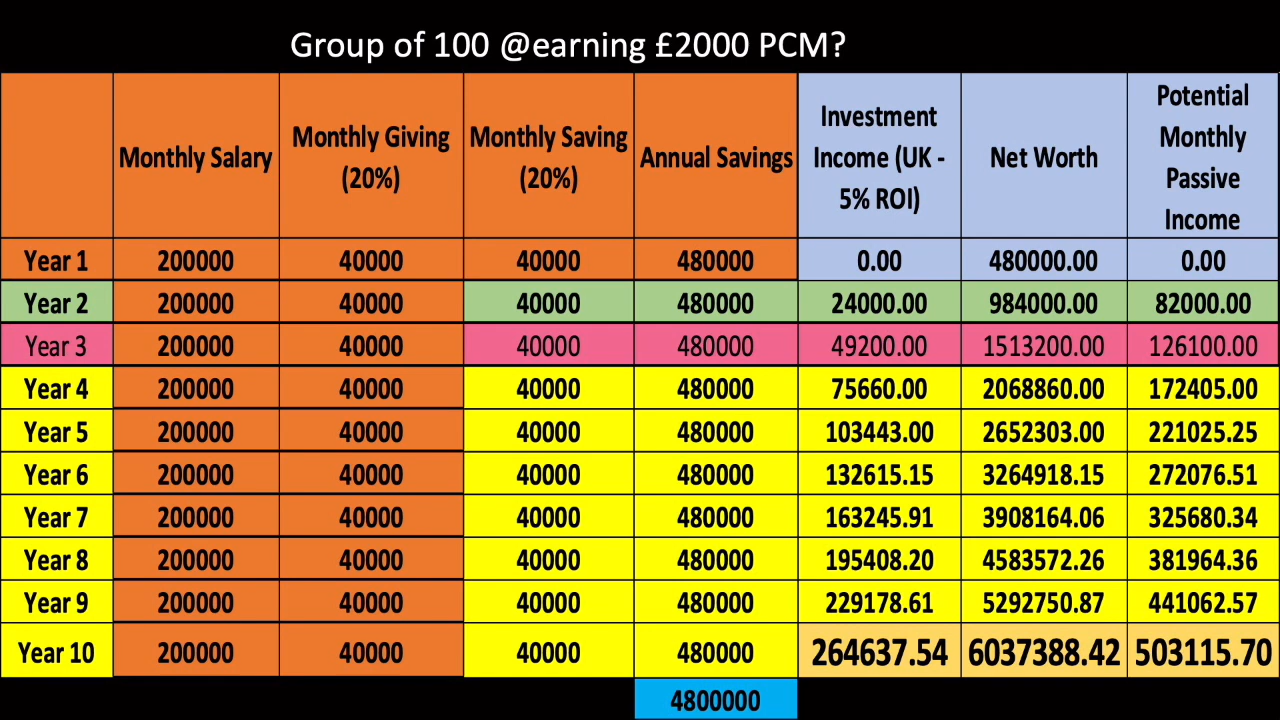 Group of 100 @earning £2000 PCM?
Monthly Salary
Monthly Giving
(20%)
Monthly Saving
(20%)
Annual Savings
Investment
Income (UK -
5% ROI)
Net Worth
Potential
Monthly
Passive
Income
Year 1 200000 40000 40000 480000 0.00 480000.00 0.00
Year 2 200000 40000 40000 480000 24000.00 984000.00 82000.00
Year 3 200000 40000 40000 480000 49200.00 1513200.00 126100.00
Year 4 200000 40000 40000 480000 75660.00 2068860.00 172405.00
Year 5 200000 40000 40000 480000 103443.00 2652303.00 221025.25
Year 6 200000 40000 40000 480000 132615.15 3264918.15 272076.51
Year 7 200000 40000 40000 480000 163245.91 3908164.06 325680.34
Year 8 200000 40000 40000 480000 195408.20 4583572.26 381964.36
Year 9 200000 40000 40000 480000 229178.61 5292750.87 441062.57
Year 10 200000 40000 40000 480000 264637.54 6037388.42 503115.70
4800000